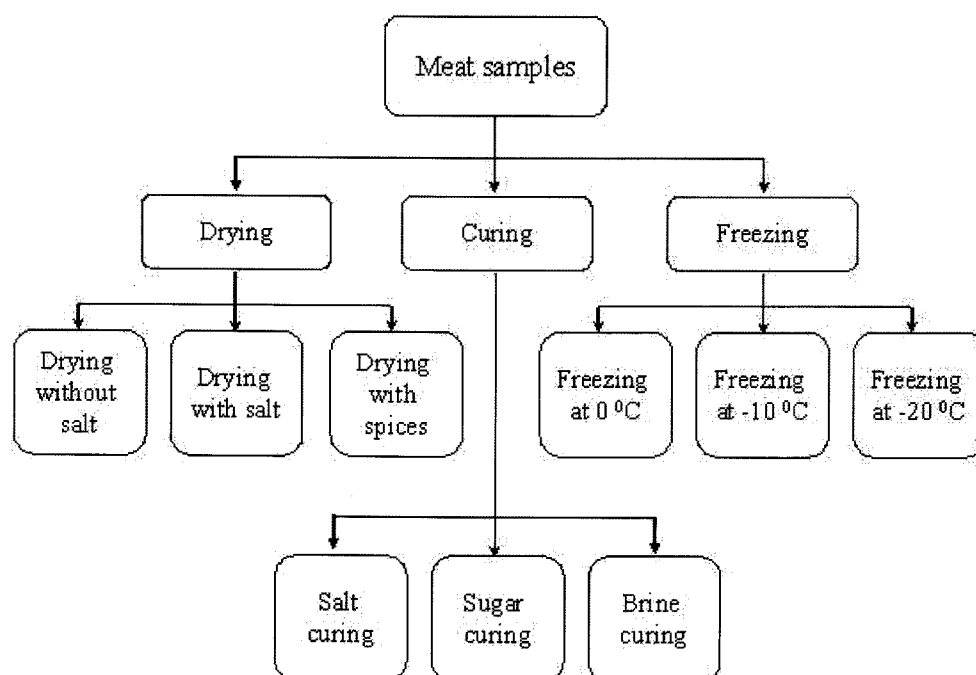 Meat samples
Drying
Curing
Freezing
Drying
without
salt
Drying
with salt
Drying
with
spices
Freezing
at 0 ⁰C
Freezing
at -10 ⁰C
Freezing
at -20 ⁰C
Salt
curing
Sugar
curing
Brine
curing